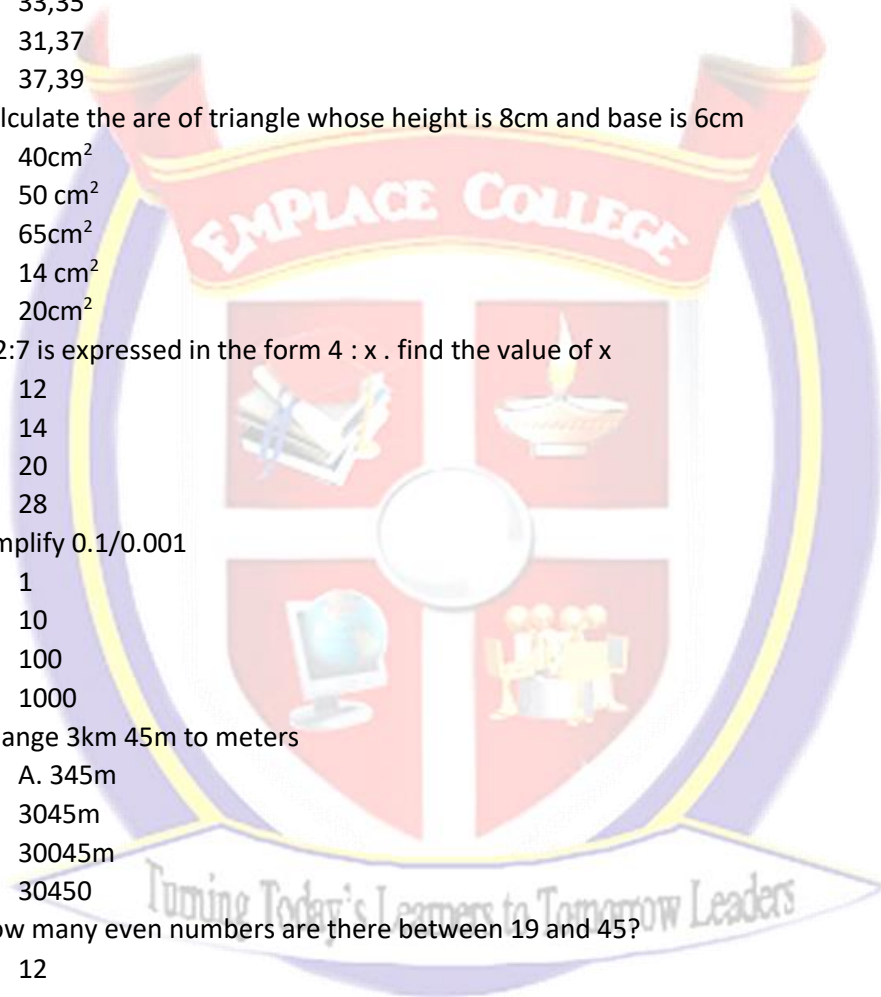 33,35
31,37
37,39
lculate the are of triangle whose height is 8cm and base is 6cm
40cm²
50 cm²
65cm²
14 cm²
20cm²
2:7 is expressed in the form 4 : x . find the value of x
12
14
20
28
mplify 0.1/0.001
1
10
100
1000
ange 3km 45m to meters
A. 345m
3045m
30045m
30450
ow many even numbers are there between 19 and 45?
12
EMPLACE COLLEGE
Turning Today's Learners to Tomorrow Leaders